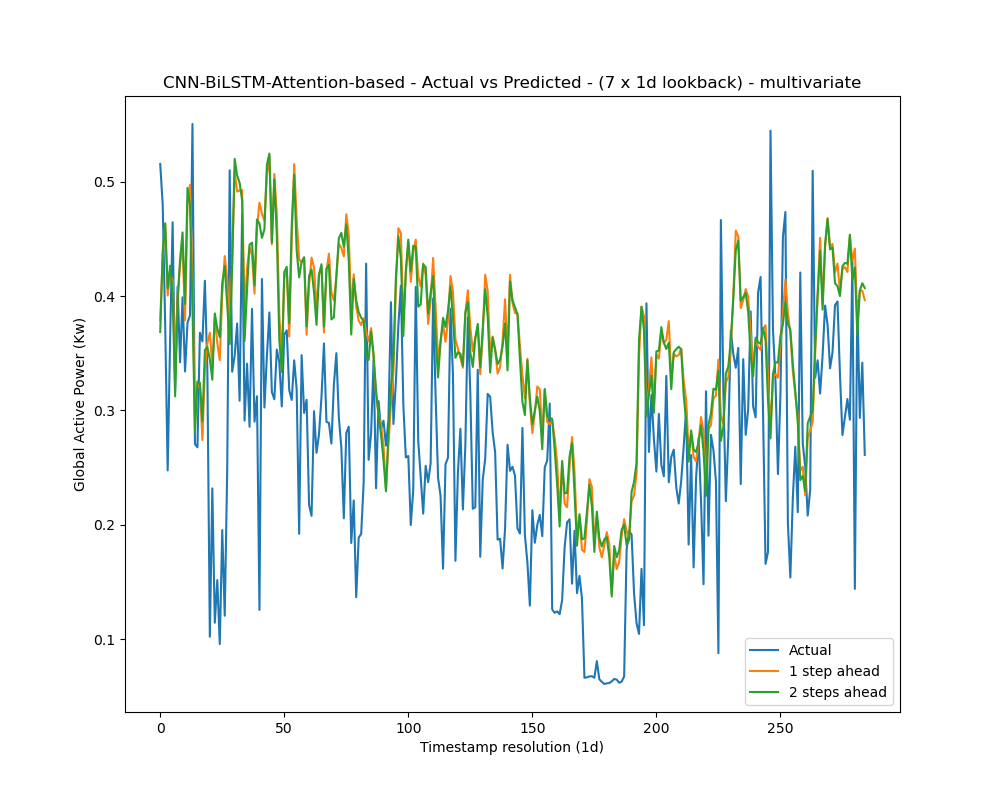 CNN-BiLSTM-Attention-based - Actual vs Predicted - (7 x 1d lookback) - multivariate
Global Active Power (Kw)
0.5
0.4
0.3
0.2
0.1
0 50 100 150 200 250
Timestamp resolution (1d)
Actual
1 step ahead
2 steps ahead